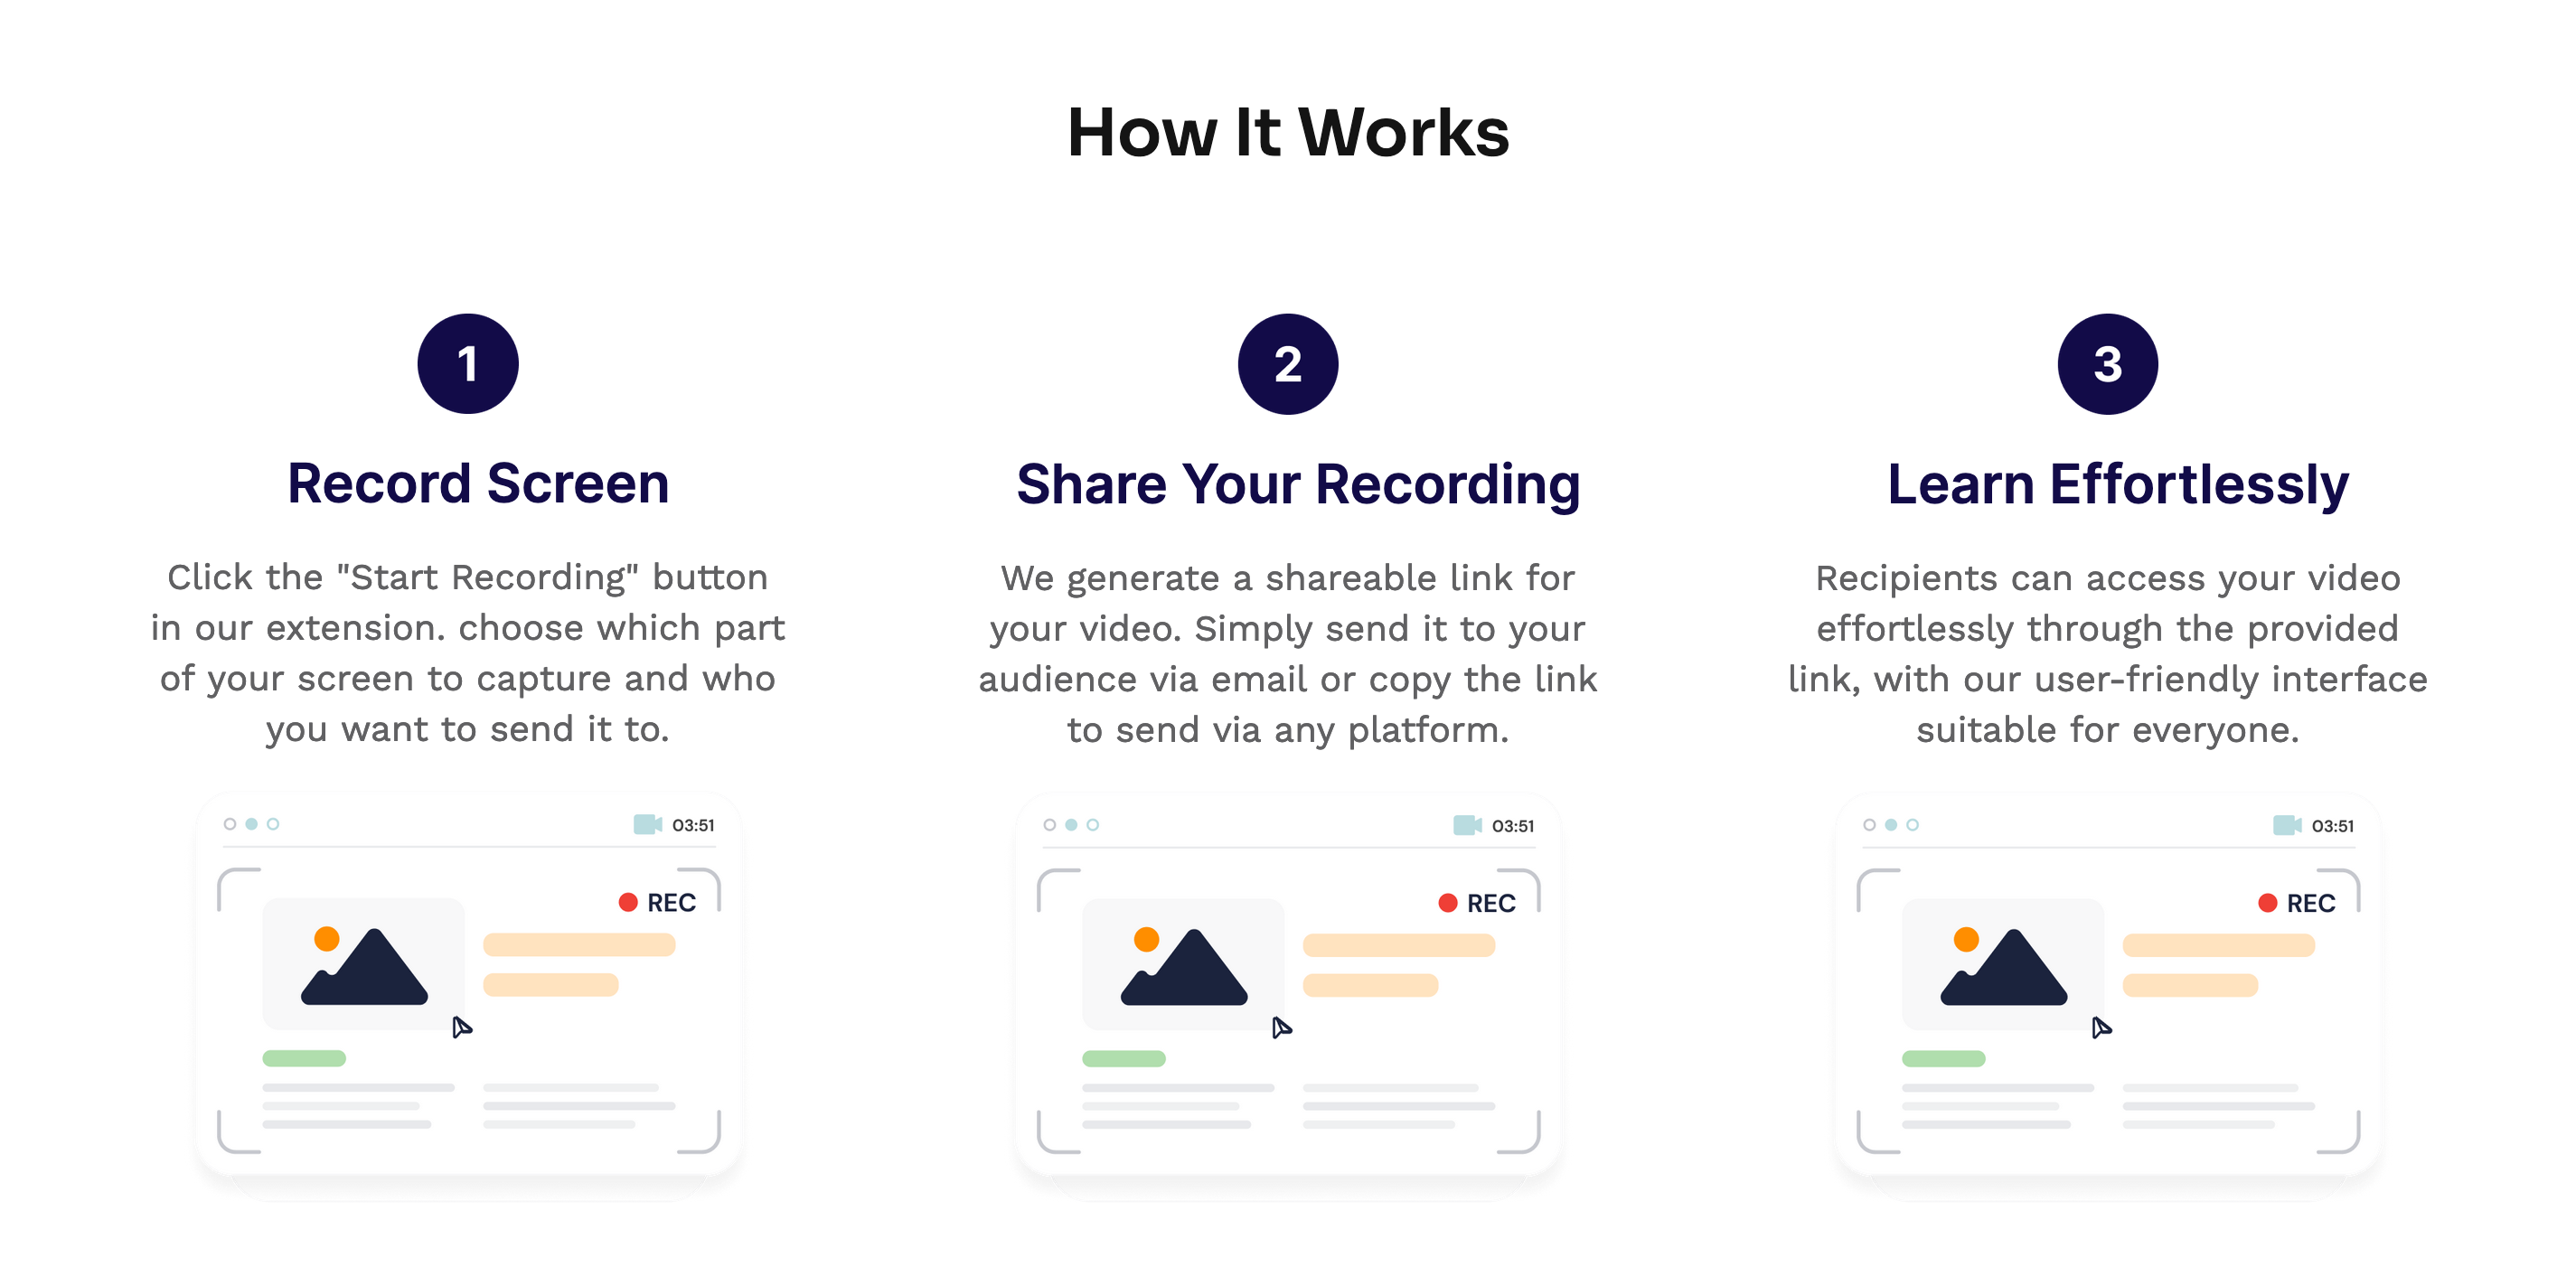 How It Works
1
Record Screen
Click the "Start Recording" button
in our extension. choose which part
of your screen to capture and who
you want to send it to.
03:51
REC
2
Share Your Recording
We generate a shareable link for
your video. Simply send it to your
audience via email or copy the link
to send via any platform.
03:51
REC
3
Learn Effortlessly
Recipients can access your video
effortlessly through the provided
link, with our user-friendly interface
suitable for everyone.
03:51
REC